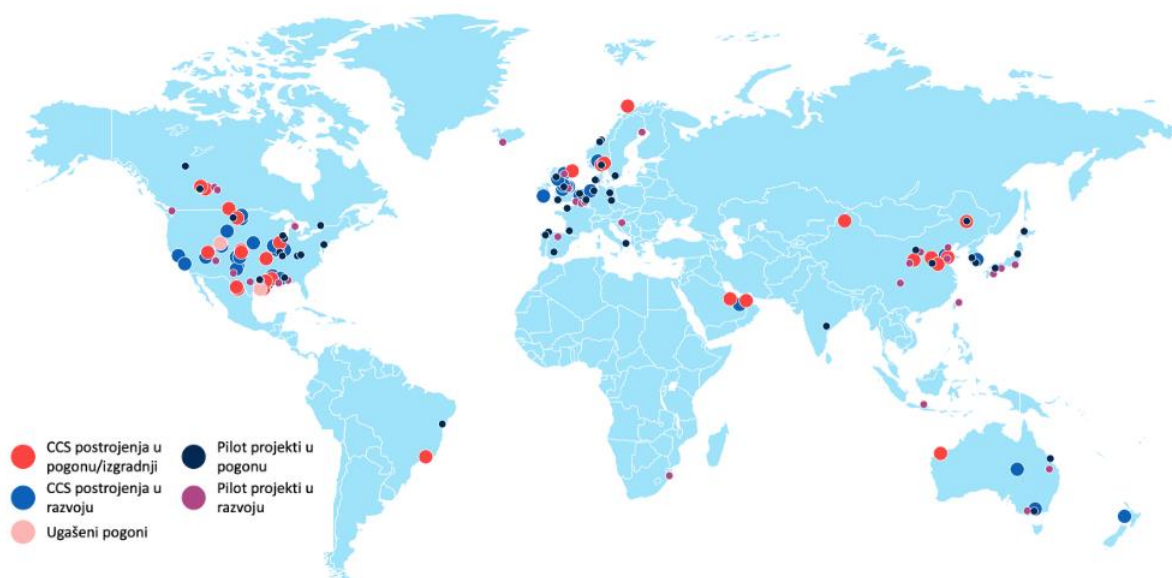 CCS postrojenja u
pogonu/izgradnji
CCS postrojenja u
razvoju
Ugašeni pogoni
Pilot projekti u
pogonu
Pilot projekti u
razvoju